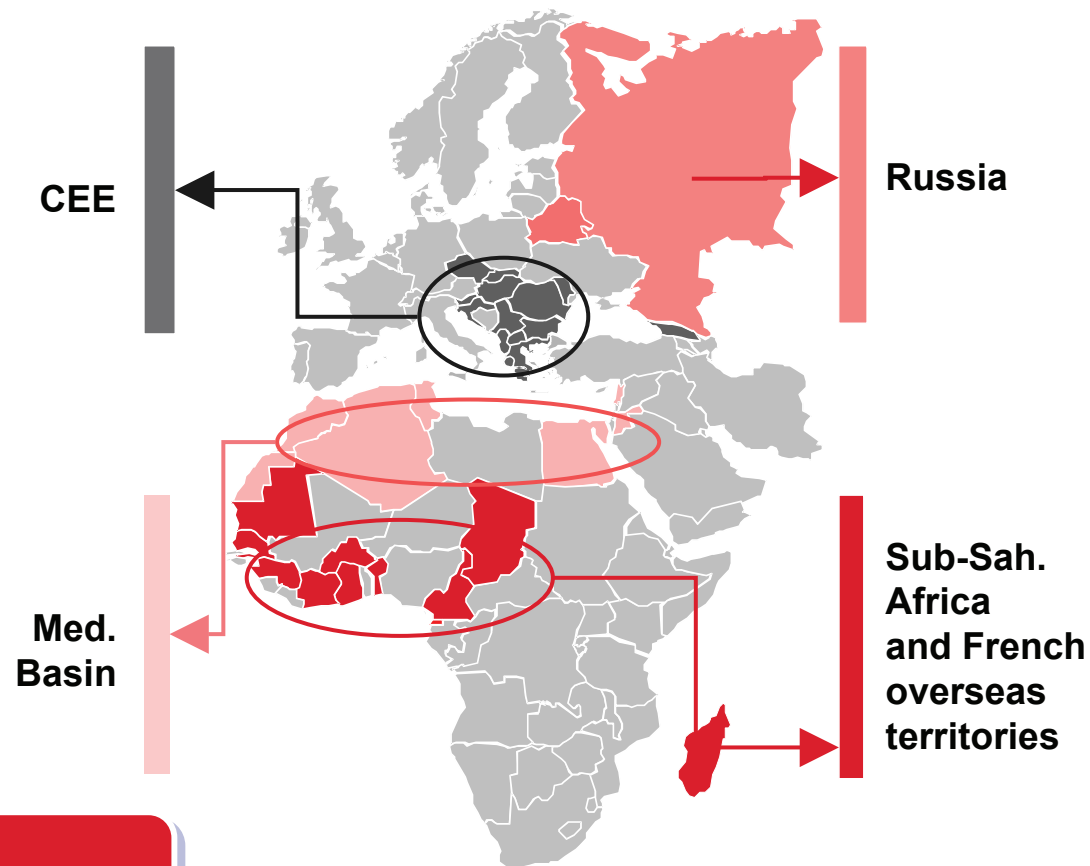 CEE
Russia
Med.
Basin
Sub-Sah.
Africa
and French
overseas
territories